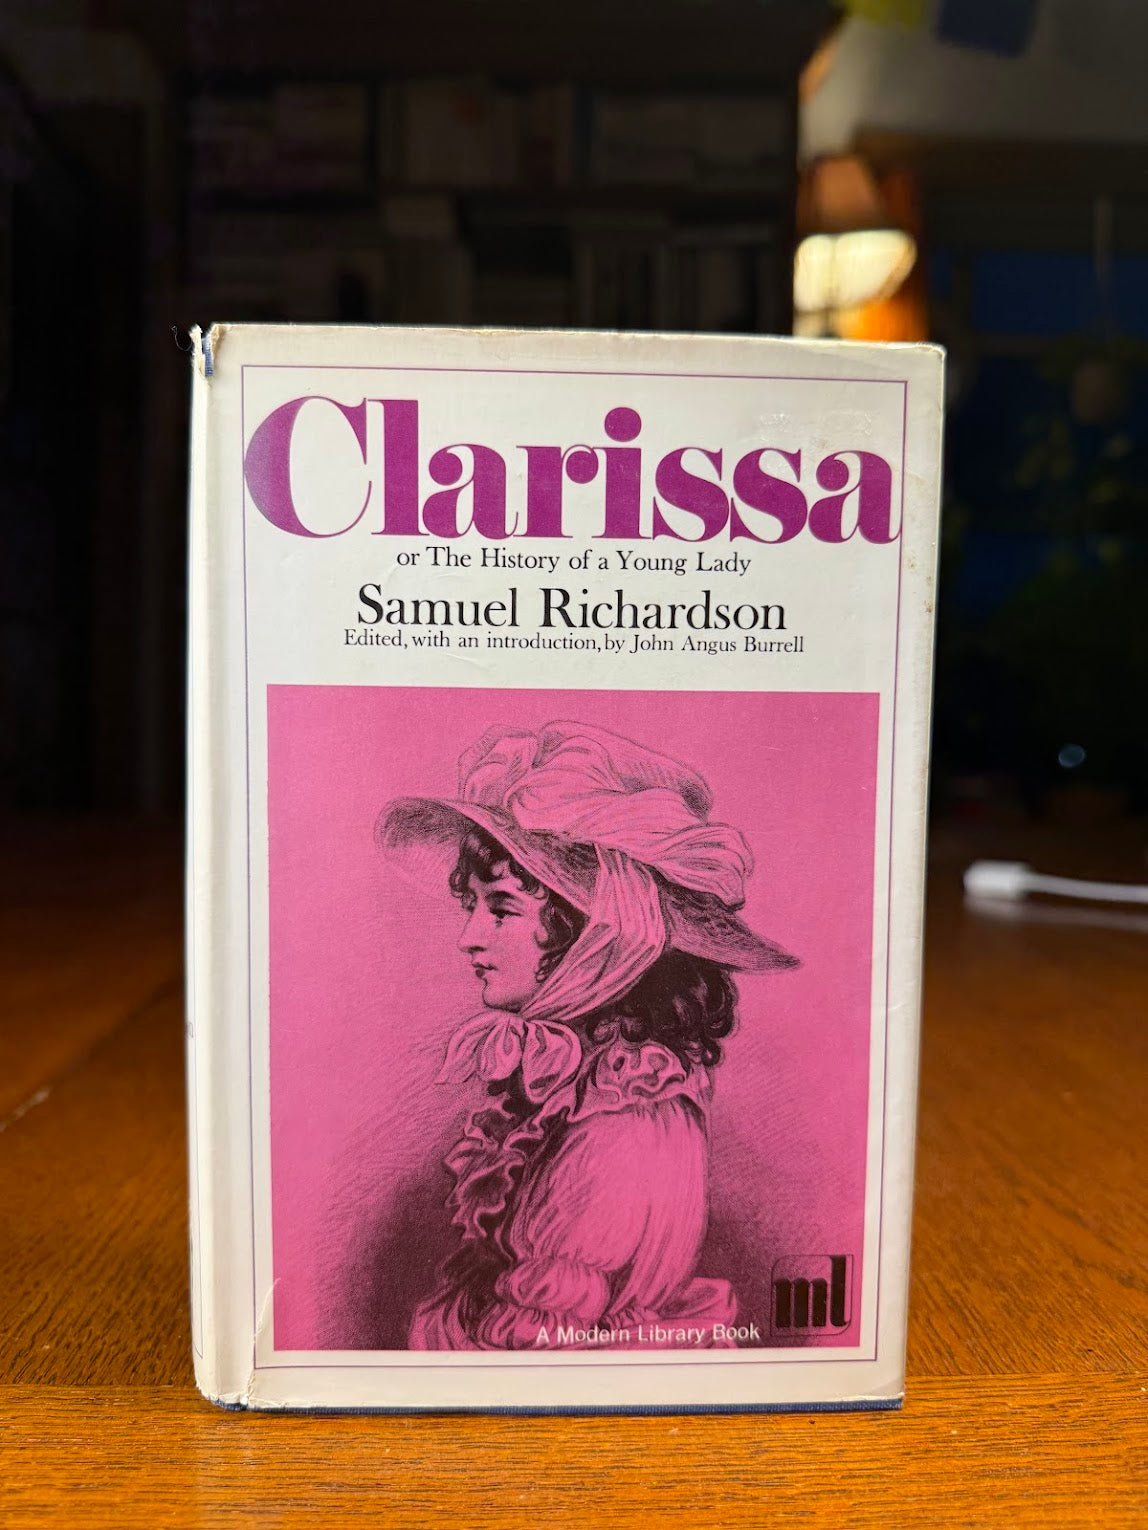 Clarissa
or The History of a Young Lady
Samuel Richardson
Edited, with an introduction, by John Angus Burrell
ml
A Modern Library Book